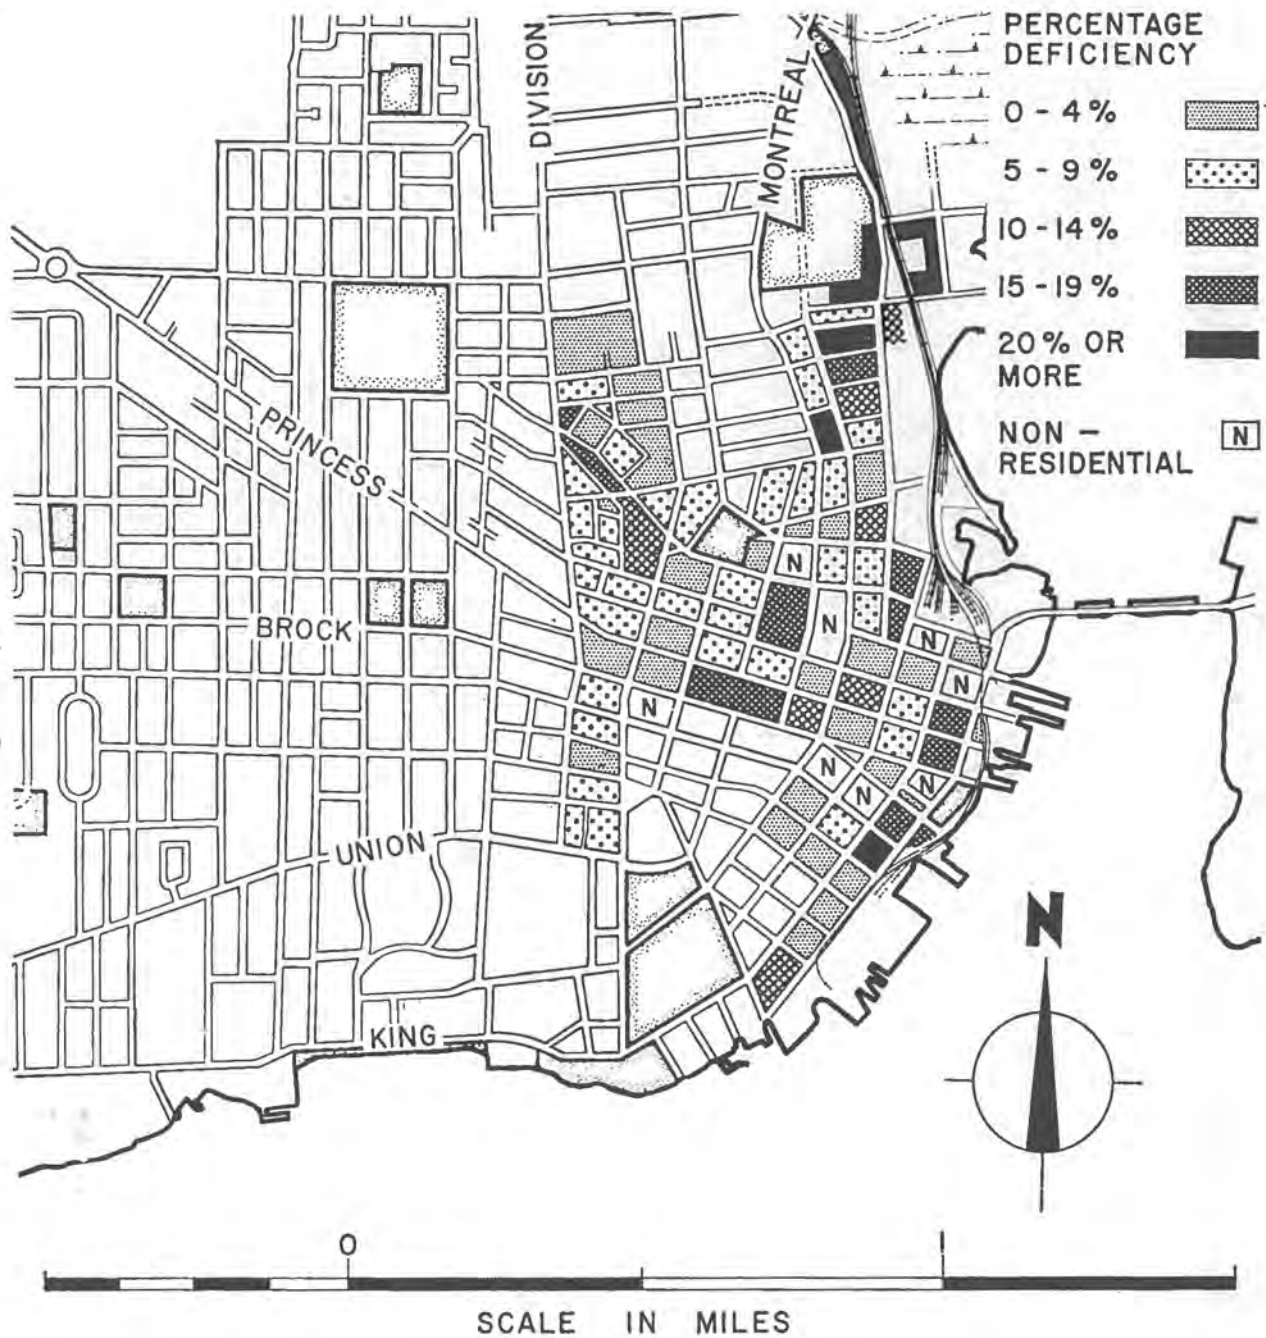 PERCENTAGE
DEFICIENCY
0 - 4 %
5 - 9 %
10 - 14 %
15 - 19 %
20 % OR
MORE
NON -
RESIDENTIAL
N
DIVISION
MONTREAL
PRINCESS
BROCK
UNION
KING
N
N
N
N
N
N
N
N
N
N
0
1
SCALE IN MILES